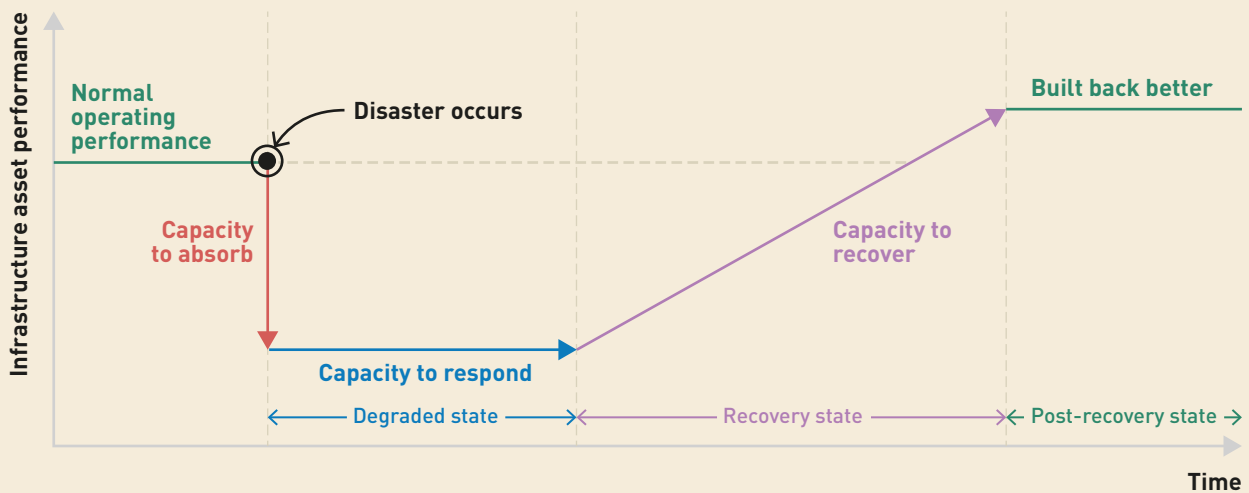 Infrastructure asset performance
Normal
operating
performance
Disaster occurs
Built back better
Capacity
to absorb
Capacity to
recover
Capacity to respond
Degraded state
Recovery state
Post-recovery state
Time